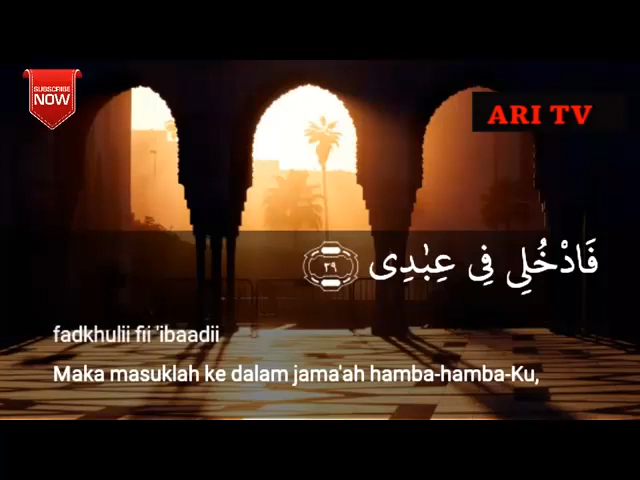 SUBSCRIBE
NOW
ARI TV
فَادْخُلِي فِي عِبٰدِى ٢٩
fadkhulii fii 'ibaadii
Maka masuklah ke dalam jama'ah hamba-hamba-Ku,